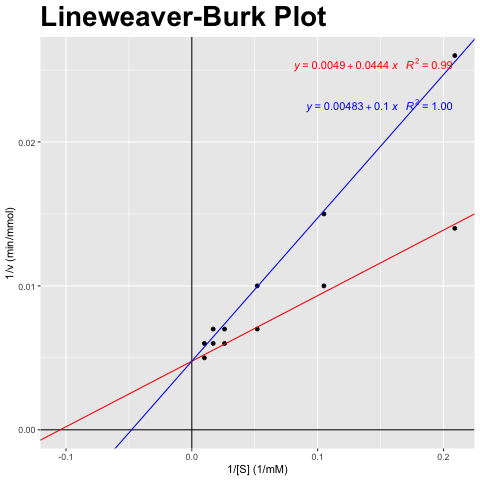 Lineweaver-Burk Plot
y = 0.0049 + 0.0444 x  R² = 0.99
y = 0.00483 + 0.1 x  R² = 1.00
1/v (min/mmol)
0.02
0.01
0.00
-0.1 0.0 0.1 0.2
1/[S] (1/mM)